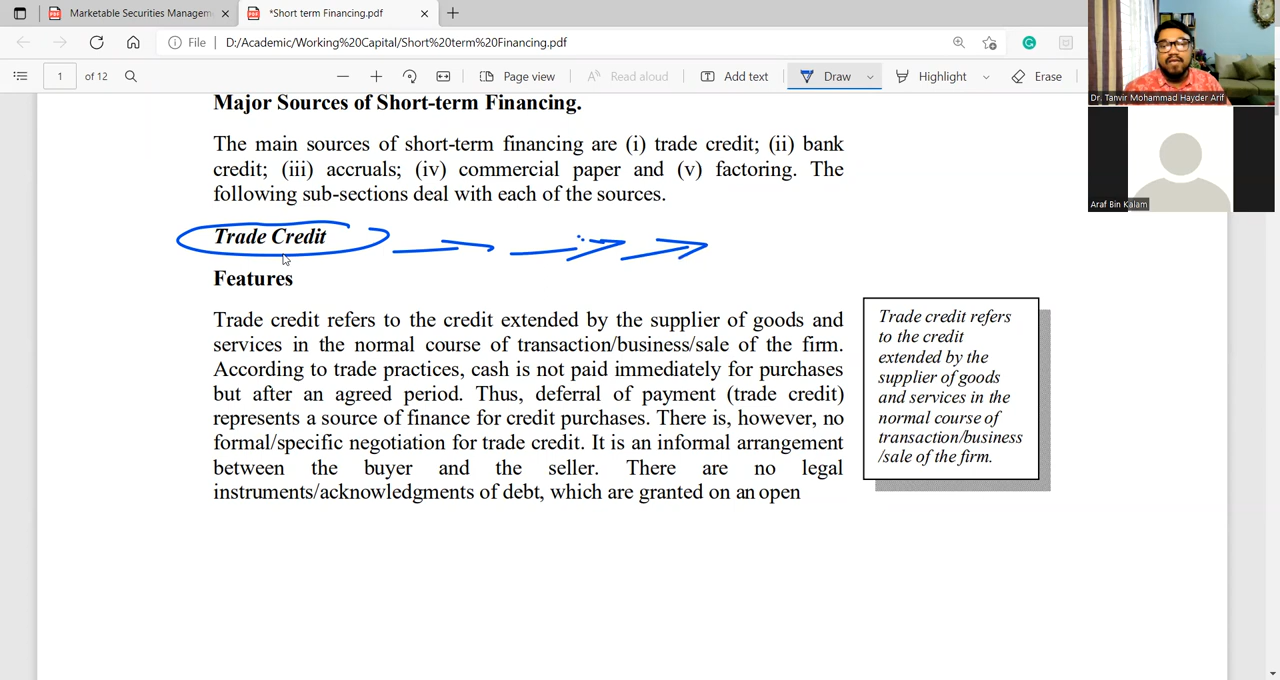 Marketable Securities Managem
*Short term Financing.pdf
File
D:/Academic/Working%20Capital/Short%20term%20Financing.pdf
1 of 12
Page view
Read aloud
Add text
Draw
Highlight
Erase
Dr. Tanvir Mohammad Hayder Arif
Araf Bin Kalam
Major Sources of Short-term Financing.
The main sources of short-term financing are (i) trade credit; (ii) bank
credit; (iii) accruals; (iv) commercial paper and (v) factoring. The
following sub-sections deal with each of the sources.
Trade Credit
Features
Trade credit refers to the credit extended by the supplier of goods and
services in the normal course of transaction/business/sale of the firm.
According to trade practices, cash is not paid immediately for purchases
but after an agreed period. Thus, deferral of payment (trade credit)
represents a source of finance for credit purchases. There is, however, no
formal/specific negotiation for trade credit. It is an informal arrangement
between the buyer and the seller. There are no legal
instruments/acknowledgments of debt, which are granted on an open
Trade credit refers
to the credit
extended by the
supplier of goods
and services in the
normal course of
transaction/business
/sale of the firm.